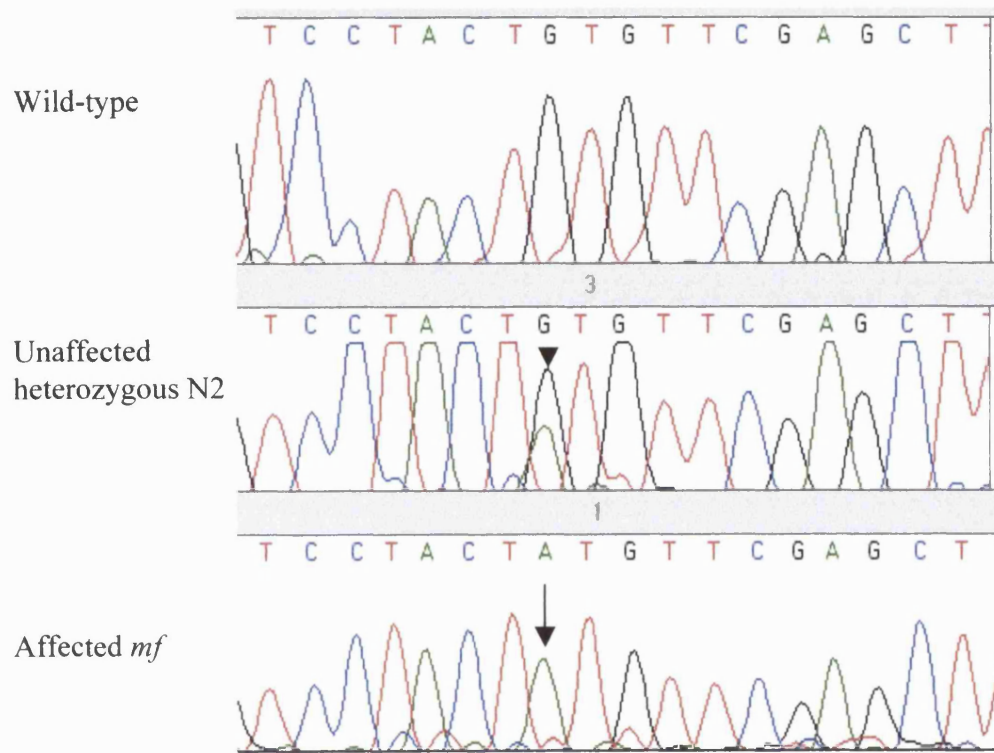 T C C T A C T G T G T T C G A G C T T
Wild-type
3
T C C T A C T G T G T T C G A G C T T
Unaffected
heterozygous N2
1
T C C T A C T A T G T T C G A G C T
Affected mf